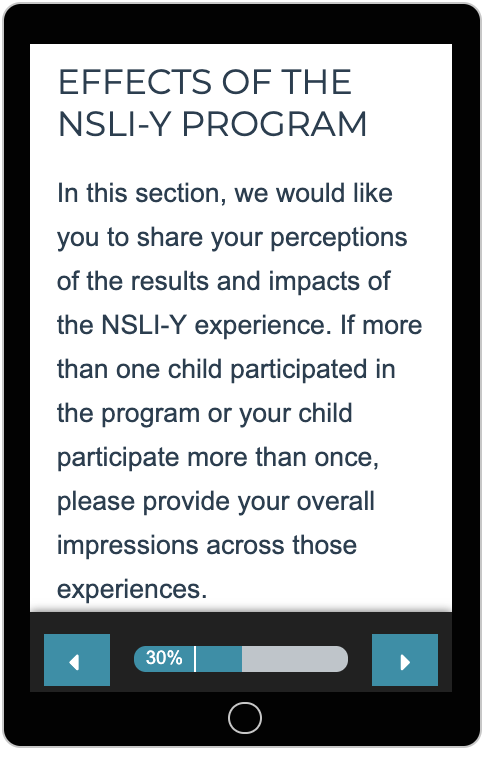 EFFECTS OF THE
NSLI-Y PROGRAM
In this section, we would like
you to share your perceptions
of the results and impacts of
the NSLI-Y experience. If more
than one child participated in
the program or your child
participate more than once,
please provide your overall
impressions across those
experiences.
30%